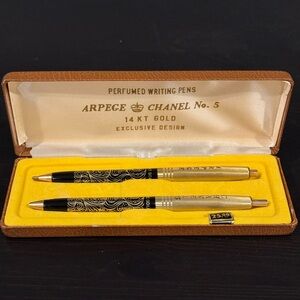 PERFUMED WRITING PENS
ARPEGE CHANEL No. 5
14 KT GOLD
EXCLUSIVE DESIGN